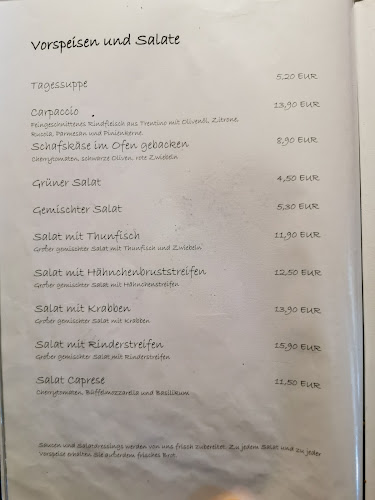 Vorspeisen und Salate
Tagessuppe 5,20 EUR
Carpaccio 13,90 EUR
Feingeschnittenes Rindfleisch aus Trentino mit Olivenöl, Zitrone,
Rucola, Parmesan und Pinienkerne
Schafskäse im Ofen gebacken 8,90 EUR
Cherrytomaten, schwarze Oliven, rote Zwiebeln
Grüner Salat 4,50 EUR
Gemischter Salat 5,30 EUR
Salat mit Thunfisch 11,90 EUR
Großer gemischter Salat mit Thunfisch und Zwiebeln
Salat mit Hähnchenbruststreifen 12,50 EUR
Großer gemischter Salat mit Hähnchenstreifen
Salat mit Krabben 13,90 EUR
Großer gemischter Salat mit Krabben
Salat mit Rinderstreifen 15,90 EUR
Großer gemischter Salat mit Rinderstreifen
Salat Caprese 11,50 EUR
Cherrytomaten, Büffelmozzarella und Basilikum
Saucen und Salatdressings werden von uns frisch zubereitet. Zu jedem Salat und zu jeder
Vorspeise erhalten Sie außerdem frisches Brot.